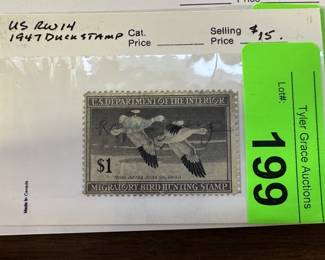 Price
US RW14
1947 DUCK STAMP
Cat.
Price
Selling
Price $15.
U.S. DEPARTMENT OF THE INTERIOR
$1
MIGRATORY BIRD HUNTING STAMP
Made in Canada
Lot#:
199
Tyler Grace Auctions